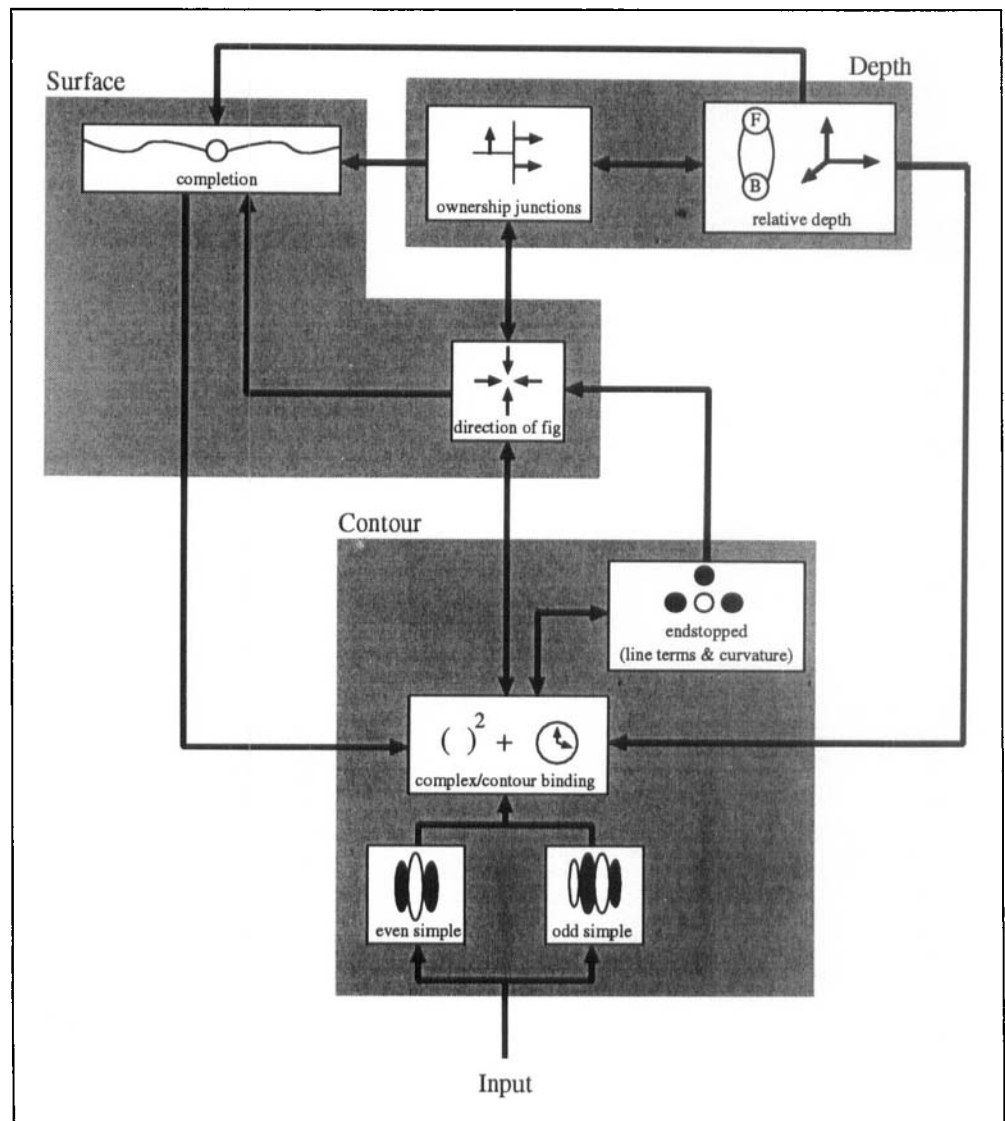 Surface
Depth
completion
ownership junctions
F
B
relative depth
direction of fig
Contour
endstopped
(line terms & curvature)
( )² +
complex/contour binding
even simple
odd simple
Input